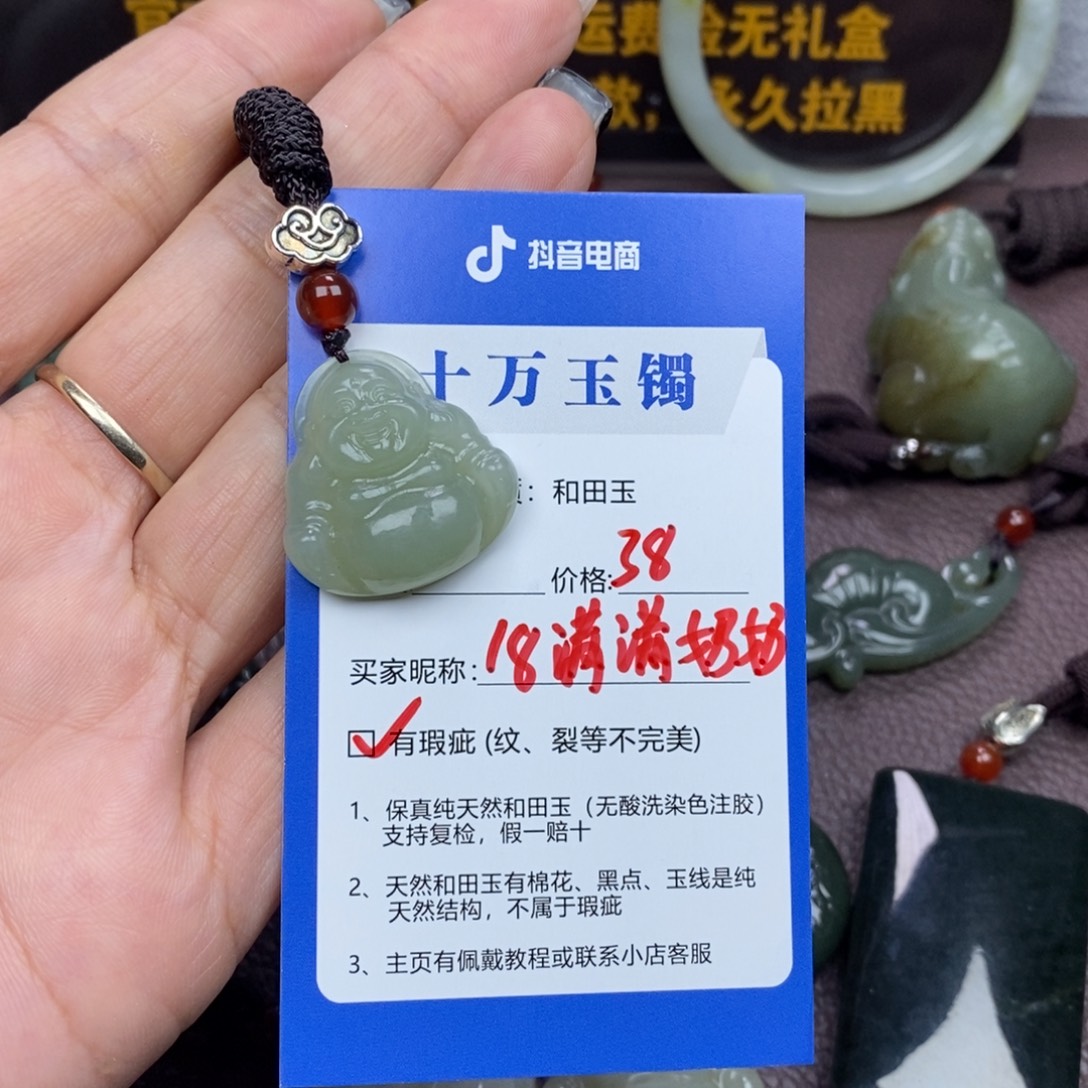 运费险无礼盒
款；永久拉黑
抖音电商
十万玉镯
：和田玉
价格:38
买家昵称:18满满奶奶
有瑕疵 (纹、裂等不完美)
1、保真纯天然和田玉（无酸洗染色注胶）
支持复检，假一赔十
2、天然和田玉有棉花、黑点、玉线是纯
天然结构，不属于瑕疵
3、主页有佩戴教程或联系小店客服